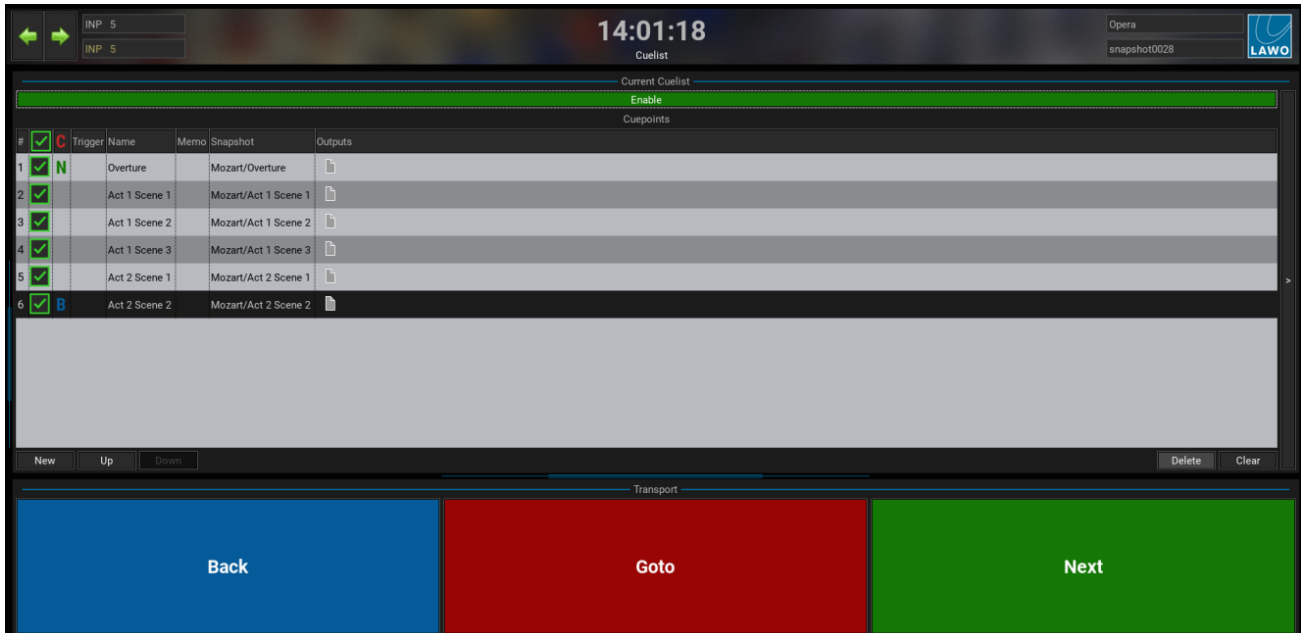 INP 5
INP 5
14:01:18
Cuelist
Opera
snapshot0028
LAWO
Current Cuelist
Enable
Cuepoints
# C Trigger Name Memo Snapshot Outputs
1 N Overture Mozart/Overture
2 Act 1 Scene 1 Mozart/Act 1 Scene 1
3 Act 1 Scene 2 Mozart/Act 1 Scene 2
4 Act 1 Scene 3 Mozart/Act 1 Scene 3
5 Act 2 Scene 1 Mozart/Act 2 Scene 1
6 B Act 2 Scene 2 Mozart/Act 2 Scene 2
>
New Up Down Delete Clear
Transport
Back Goto Next